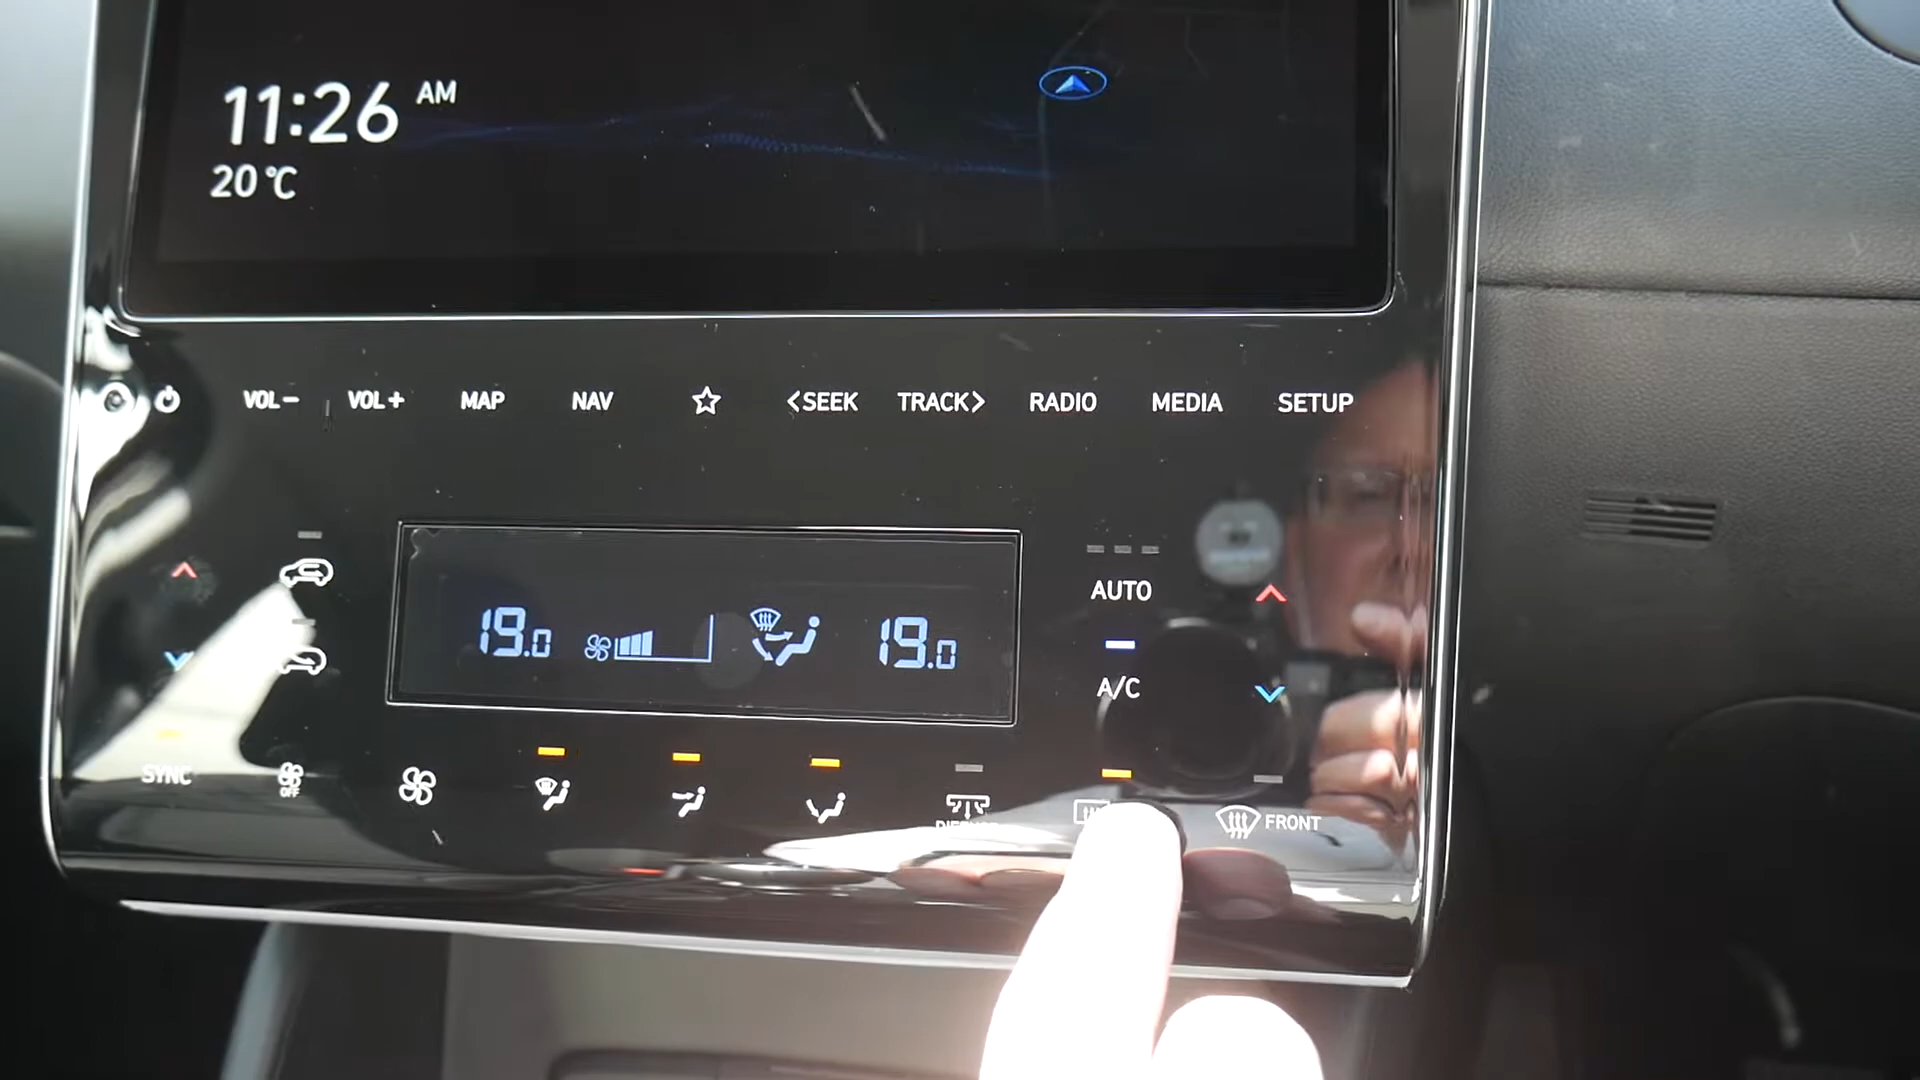 11:26 AM
20 °C
VOL− VOL+ MAP NAV <SEEK TRACK> RADIO MEDIA SETUP
AUTO
19.0 19.0
A/C
SYNC OFF FRONT